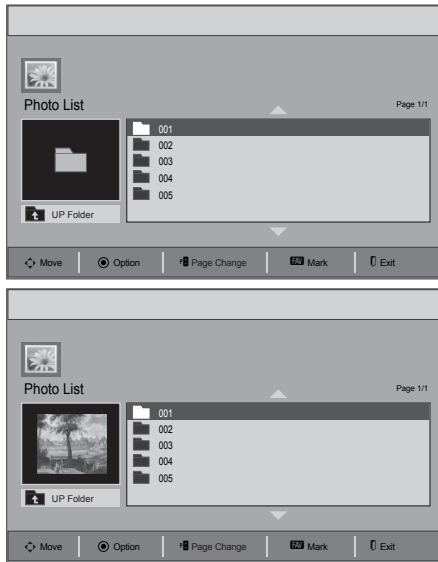 Photo List
Page 1/1
001
002
003
004
005
UP Folder
Move
Option
P Page Change
FAV Mark
Exit
Photo List
Page 1/1
001
002
003
004
005
UP Folder
Move
Option
P Page Change
FAV Mark
Exit